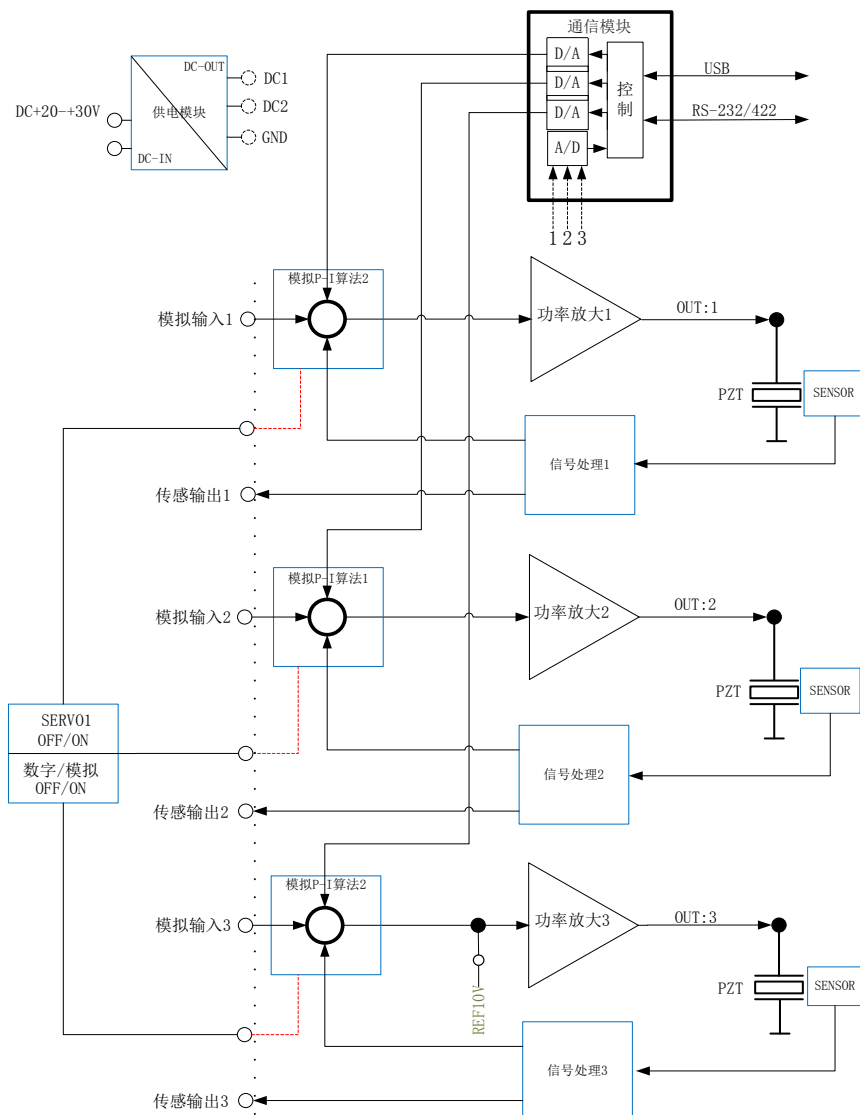 通信模块
DC-OUT
D/A
USB
DC1
D/A
控
制
DC2
DC+20-+30V
供电模块
D/A
RS-232/422
GND
A/D
DC-IN
1 2 3
模拟P-I算法2
模拟输入1
功率放大1
OUT:1
PZT
SENSOR
信号处理1
传感输出1
模拟P-I算法1
模拟输入2
功率放大2
OUT:2
PZT
SENSOR
SERVO1
OFF/ON
数字/模拟
OFF/ON
信号处理2
传感输出2
模拟P-I算法2
模拟输入3
功率放大3
OUT:3
REF10V
PZT
SENSOR
信号处理3
传感输出3